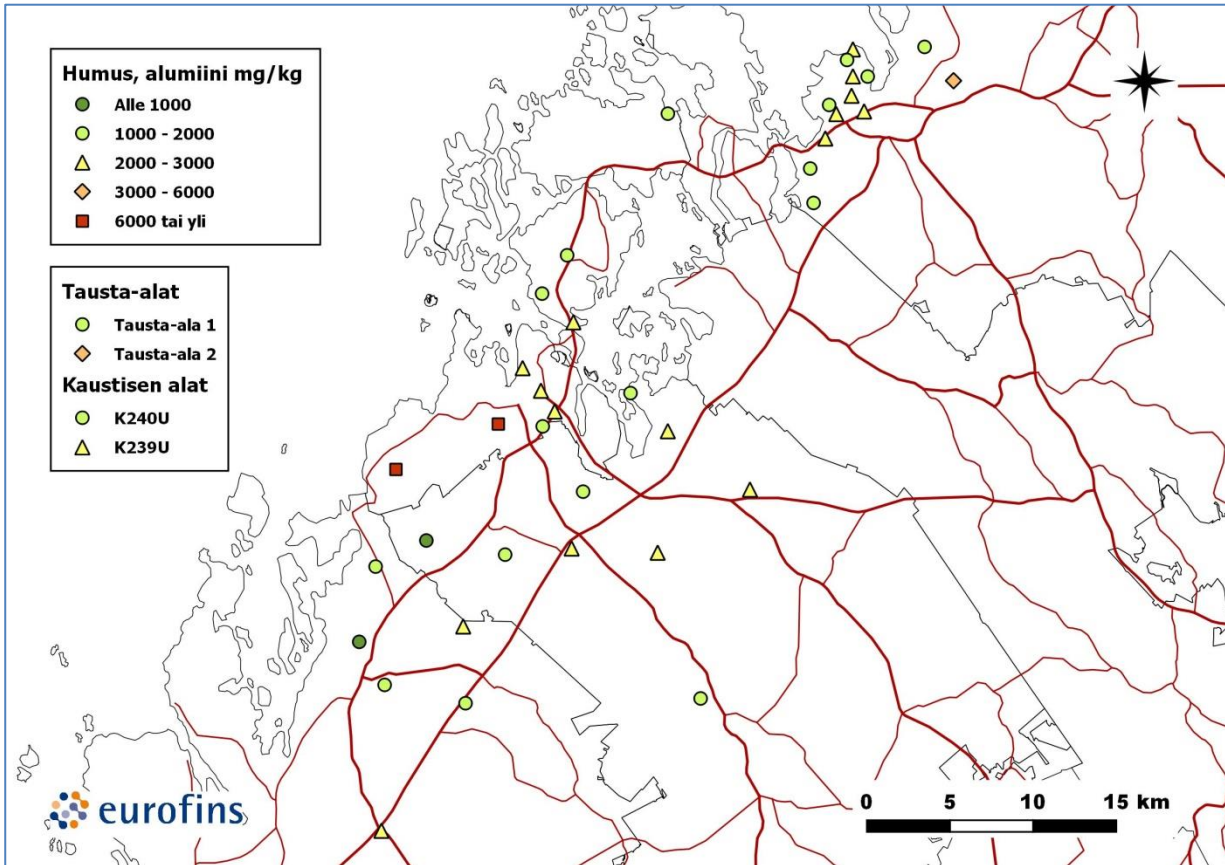 Humus, alumiini mg/kg
Alle 1000
1000 - 2000
2000 - 3000
3000 - 6000
6000 tai yli
Tausta-alat
Tausta-ala 1
Tausta-ala 2
Kaustisen alat
K240U
K239U
eurofins
0 5 10 15 km